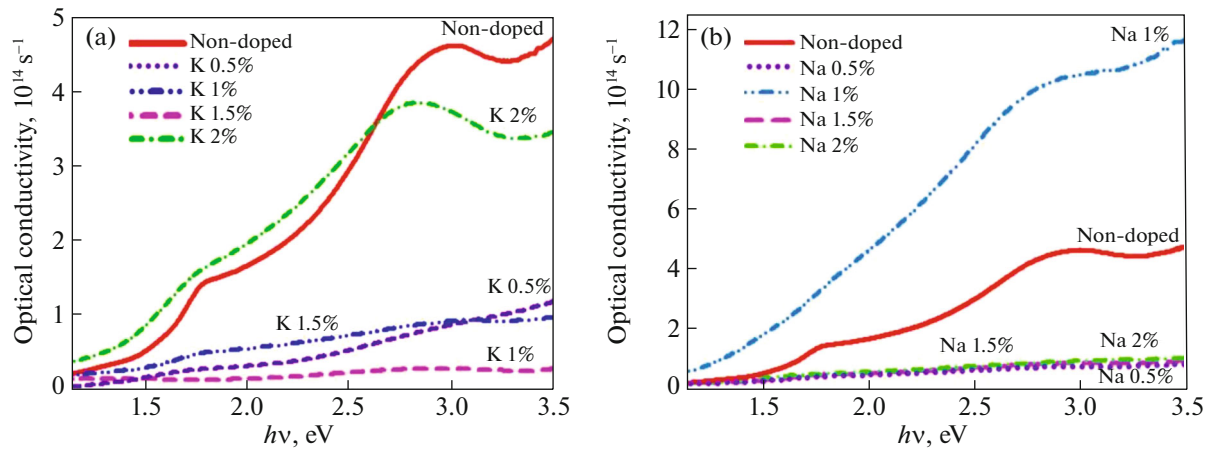 (a)
Optical conductivity, 10¹⁴ s⁻¹
5
4
3
2
1
0
Non-doped
K 0.5%
K 1%
K 1.5%
K 2%
Non-doped
K 2%
K 0.5%
K 1.5%
K 1%
1.5 2.0 2.5 3.0 3.5
hν, eV
(b)
Optical conductivity, 10¹⁴ s⁻¹
12
10
8
6
4
2
0
Non-doped
Na 0.5%
Na 1%
Na 1.5%
Na 2%
Na 1%
Non-doped
Na 1.5%
Na 2%
Na 0.5%
1.5 2.0 2.5 3.0 3.5
hν, eV